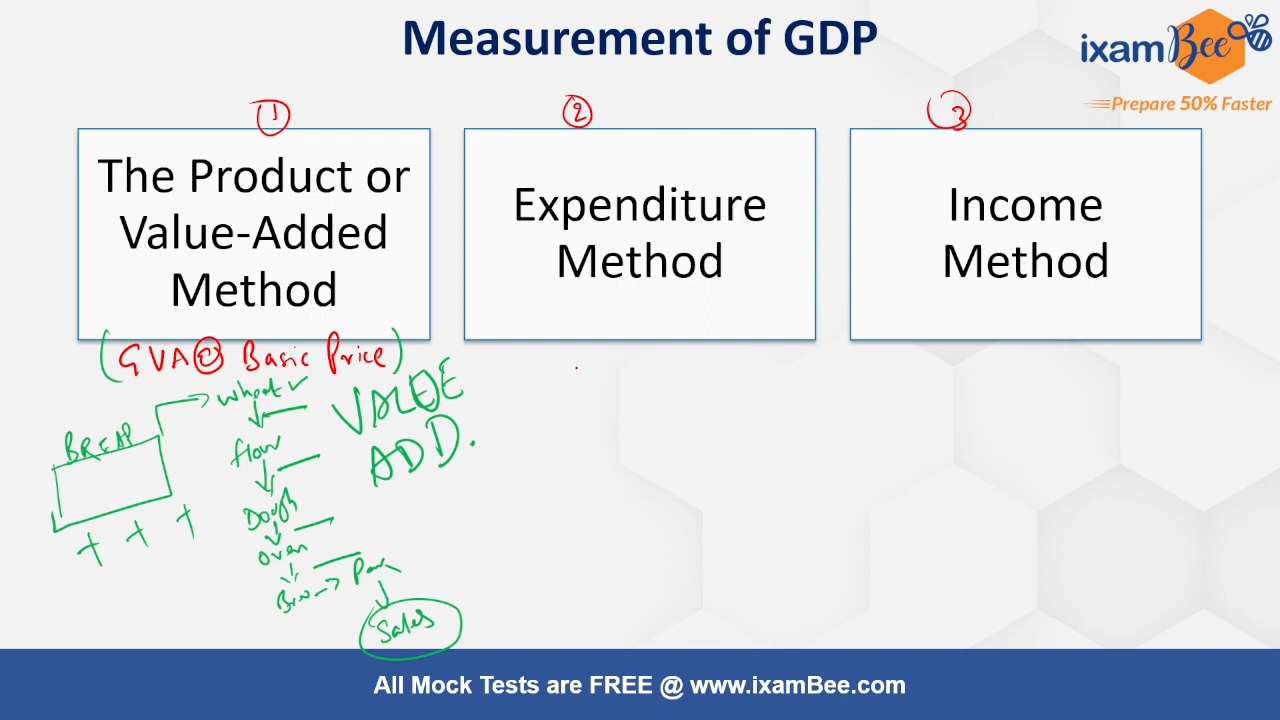 Measurement of GDP
ixamBee
Prepare 50% Faster
1
2
3
The Product or
Value-Added
Method
Expenditure
Method
Income
Method
(GVA@ Basic Price)
Wheat
VALUE
ADD.
BREAD
flour
Dough
Oven
Sales
All Mock Tests are FREE @ www.ixamBee.com